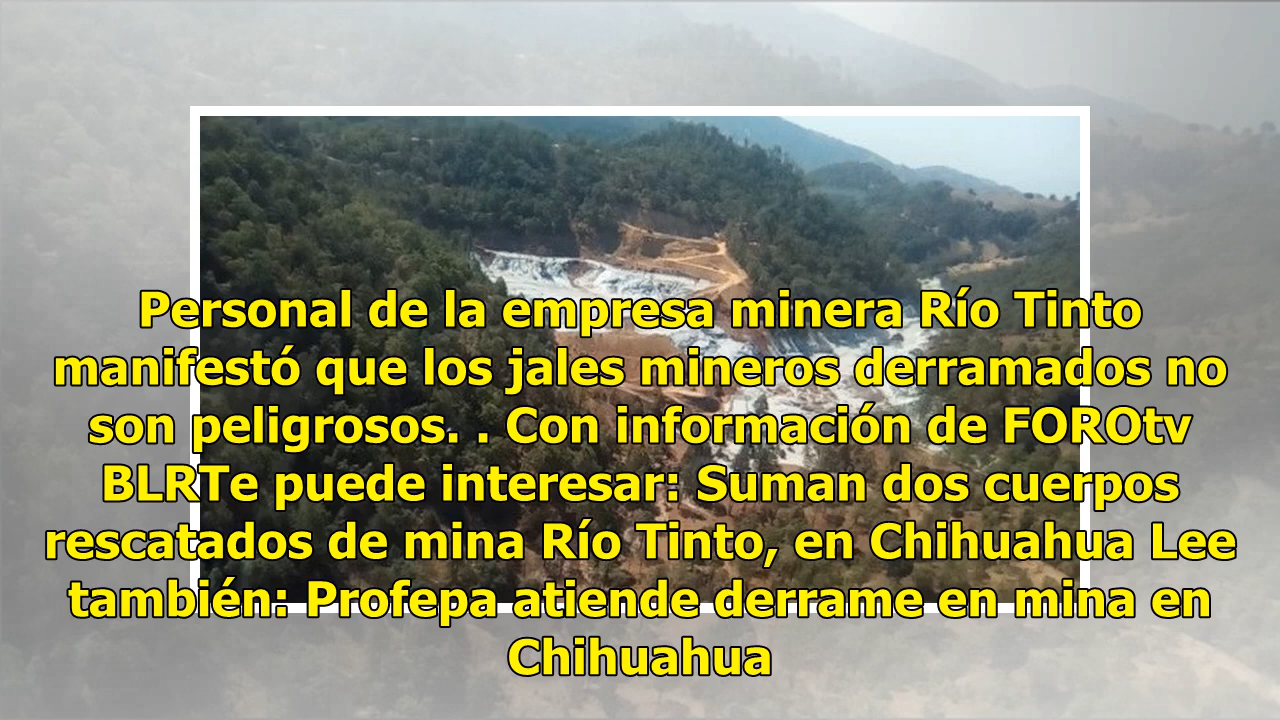 Personal de la empresa minera Río Tinto
manifestó que los jales mineros derramados no
son peligrosos. . Con información de FOROtv
BLRTe puede interesar: Suman dos cuerpos
rescatados de mina Río Tinto, en Chihuahua Lee
también: Profepa atiende derrame en mina en
Chihuahua